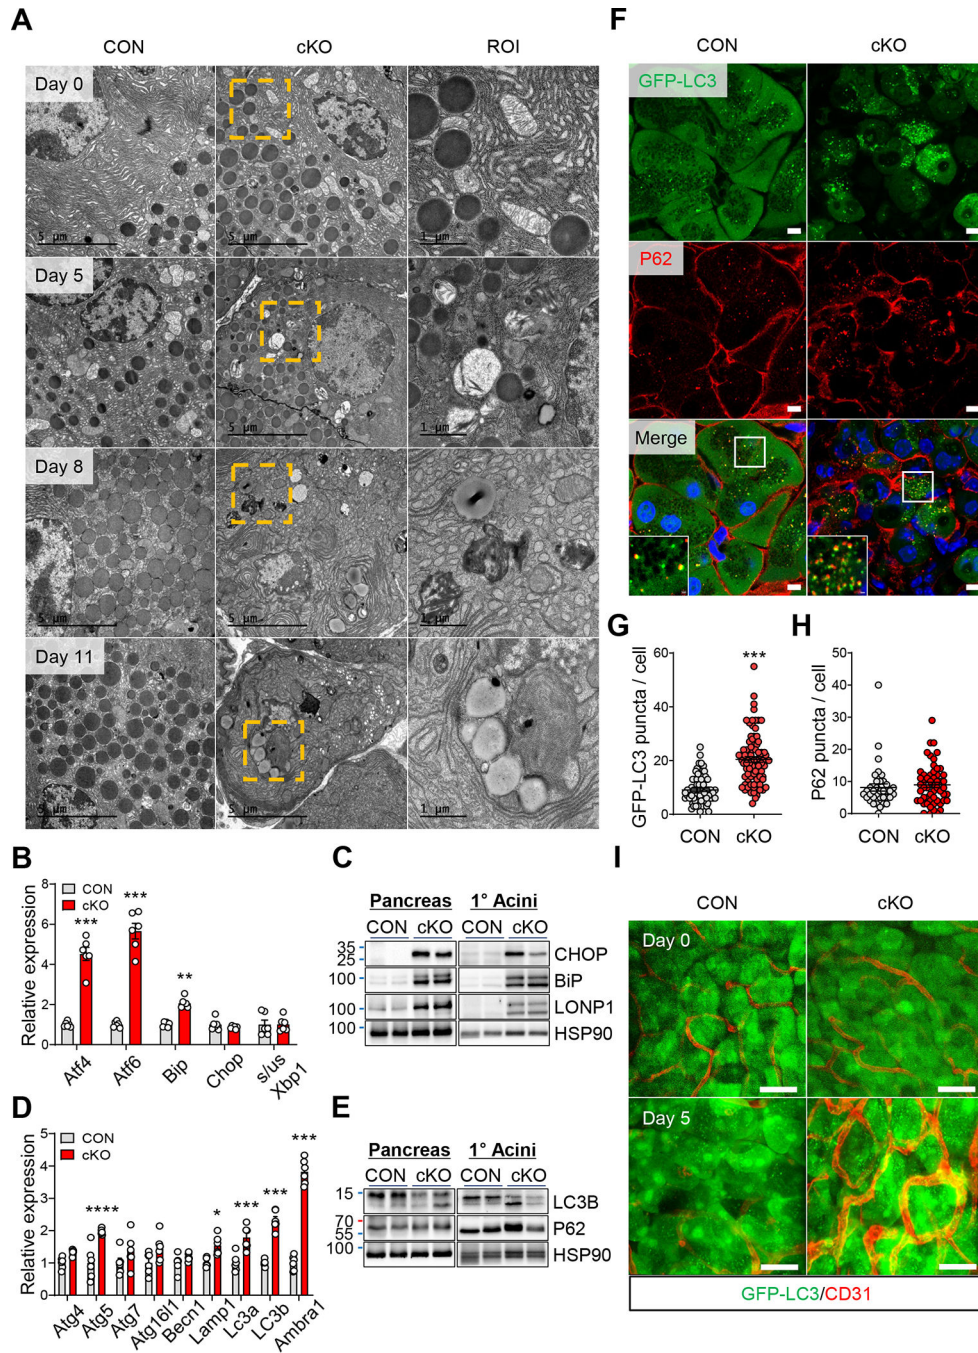 A
CON
cKO
ROI
Day 0
5 µm
5 µm
1 µm
Day 5
5 µm
5 µm
1 µm
Day 8
5 µm
5 µm
1 µm
Day 11
5 µm
5 µm
1 µm
B
Relative expression
8
6
4
2
0
CON
cKO
***
***
**
Atf4
Atf6
Bip
Chop
s/us
Xbp1
C
Pancreas
1° Acini
CON
cKO
CON
cKO
35
25
CHOP
100
BiP
100
LONP1
100
HSP90
D
Relative expression
5
4
3
2
1
0
CON
cKO
****
*
***
***
***
Atg4
Atg5
Atg7
Atg16l1
Becn1
Lamp1
Lc3a
LC3b
Ambra1
E
Pancreas
1° Acini
CON
cKO
CON
cKO
15
LC3B
70
55
P62
100
HSP90
F
CON
cKO
GFP-LC3
P62
Merge
G
GFP-LC3 puncta / cell
60
40
20
0
***
CON
cKO
H
P62 puncta / cell
50
40
30
20
10
0
CON
cKO
I
CON
cKO
Day 0
Day 5
GFP-LC3/CD31